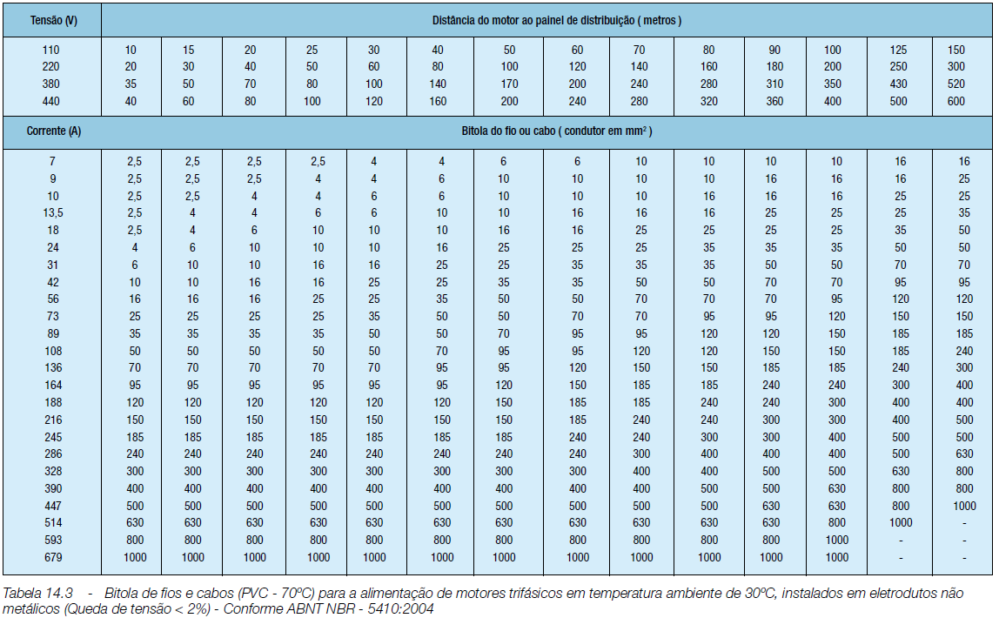 Tensão (V) Distância do motor ao painel de distribuição ( metros )
110 10 15 20 25 30 40 50 60 70 80 90 100 125 150
220 20 30 40 50 60 80 100 120 140 160 180 200 250 300
380 35 50 70 80 100 140 170 200 240 280 310 350 430 520
440 40 60 80 100 120 160 200 240 280 320 360 400 500 600
Corrente (A) Bitola do fio ou cabo ( condutor em mm² )
7 2,5 2,5 2,5 2,5 4 4 6 6 10 10 10 10 16 16
9 2,5 2,5 2,5 4 4 6 10 10 10 10 16 16 16 25
10 2,5 2,5 4 4 6 6 10 10 10 16 16 16 25 25
13,5 2,5 4 4 6 6 10 10 16 16 16 25 25 25 35
18 2,5 4 6 10 10 10 16 16 25 25 25 25 35 50
24 4 6 10 10 10 16 25 25 25 35 35 35 50 50
31 6 10 10 16 16 25 25 35 35 35 50 50 70 70
42 10 10 16 16 25 25 35 35 50 50 70 70 95 95
56 16 16 16 25 25 35 50 50 70 70 70 95 120 120
73 25 25 25 25 35 50 50 70 70 95 95 120 150 150
89 35 35 35 35 50 50 70 95 95 120 120 150 185 185
108 50 50 50 50 50 70 95 95 120 120 150 150 185 240
136 70 70 70 70 70 95 95 120 150 150 185 185 240 300
164 95 95 95 95 95 95 120 150 185 185 240 240 300 400
188 120 120 120 120 120 120 150 185 185 240 240 300 400 400
216 150 150 150 150 150 150 150 185 240 240 300 300 400 500
245 185 185 185 185 185 185 185 240 240 300 300 400 500 500
286 240 240 240 240 240 240 240 240 300 400 400 400 500 630
328 300 300 300 300 300 300 300 300 400 400 500 500 630 800
390 400 400 400 400 400 400 400 400 400 500 500 630 800 800
447 500 500 500 500 500 500 500 500 500 500 630 630 800 1000
514 630 630 630 630 630 630 630 630 630 630 630 800 1000 -
593 800 800 800 800 800 800 800 800 800 800 800 1000 - -
679 1000 1000 1000 1000 1000 1000 1000 1000 1000 1000 1000 1000 - -
Tabela 14.3 - Bitola de fios e cabos (PVC - 70ºC) para a alimentação de motores trifásicos em temperatura ambiente de 30ºC, instalados em eletrodutos não
metálicos (Queda de tensão < 2%) - Conforme ABNT NBR - 5410:2004